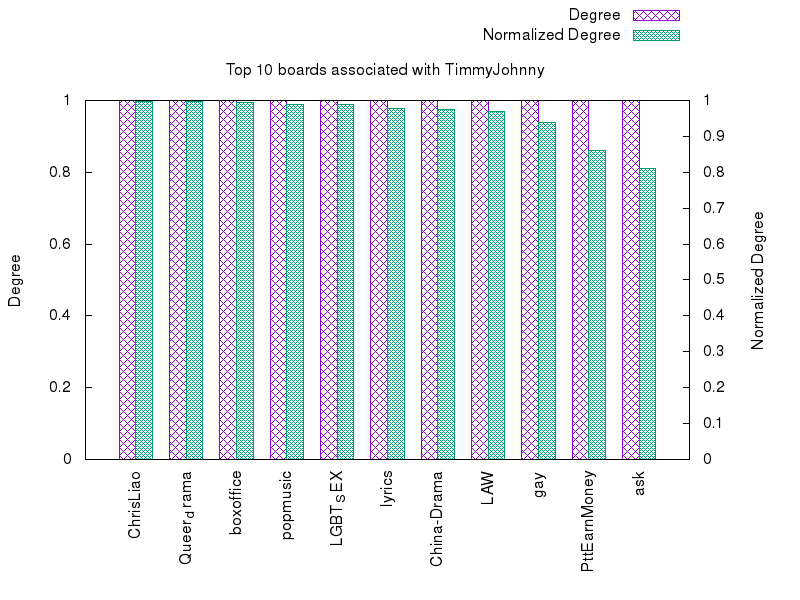 Degree
Normalized Degree
Top 10 boards associated with TimmyJohnny
1
0.8
0.6
0.4
0.2
0
1
0.9
0.8
0.7
0.6
0.5
0.4
0.3
0.2
0.1
0
Degree
Normalized Degree
ChrisLiao
Queerdrama
boxoffice
popmusic
LGBTSEX
lyrics
China-Drama
LAW
gay
PttEarnMoney
ask